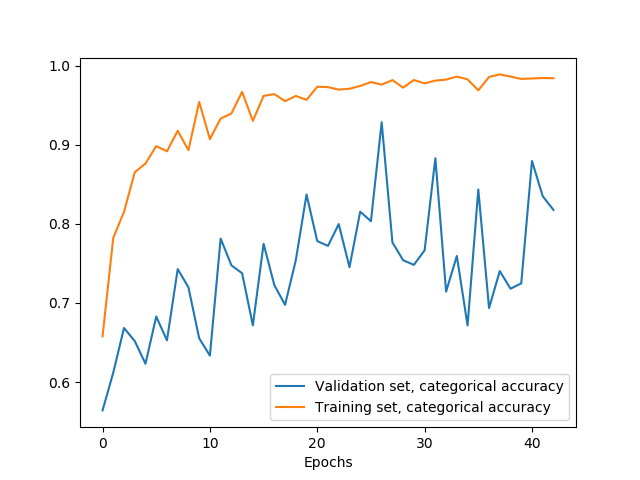 1.0
0.9
0.8
0.7
0.6
Validation set, categorical accuracy
Training set, categorical accuracy
0 10 20 30 40
Epochs